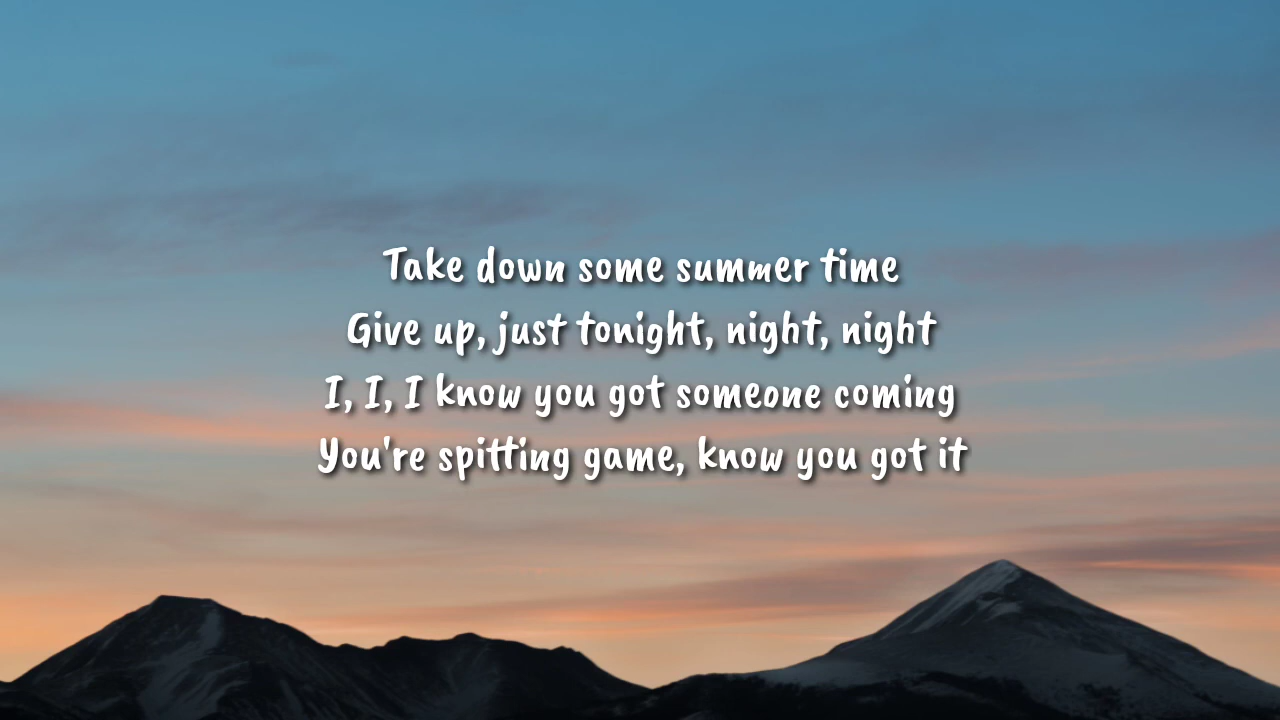 Take down some summer time
Give up, just tonight, night, night
I, I, I know you got someone coming
You're spitting game, know you got it